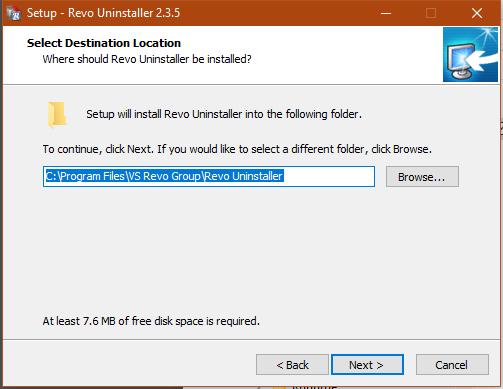 Setup - Revo Uninstaller 2.3.5
Select Destination Location
Where should Revo Uninstaller be installed?
Setup will install Revo Uninstaller into the following folder.
To continue, click Next. If you would like to select a different folder, click Browse.
C:\Program Files\VS Revo Group\Revo Uninstaller
Browse...
At least 7.6 MB of free disk space is required.
< Back
Next >
Cancel